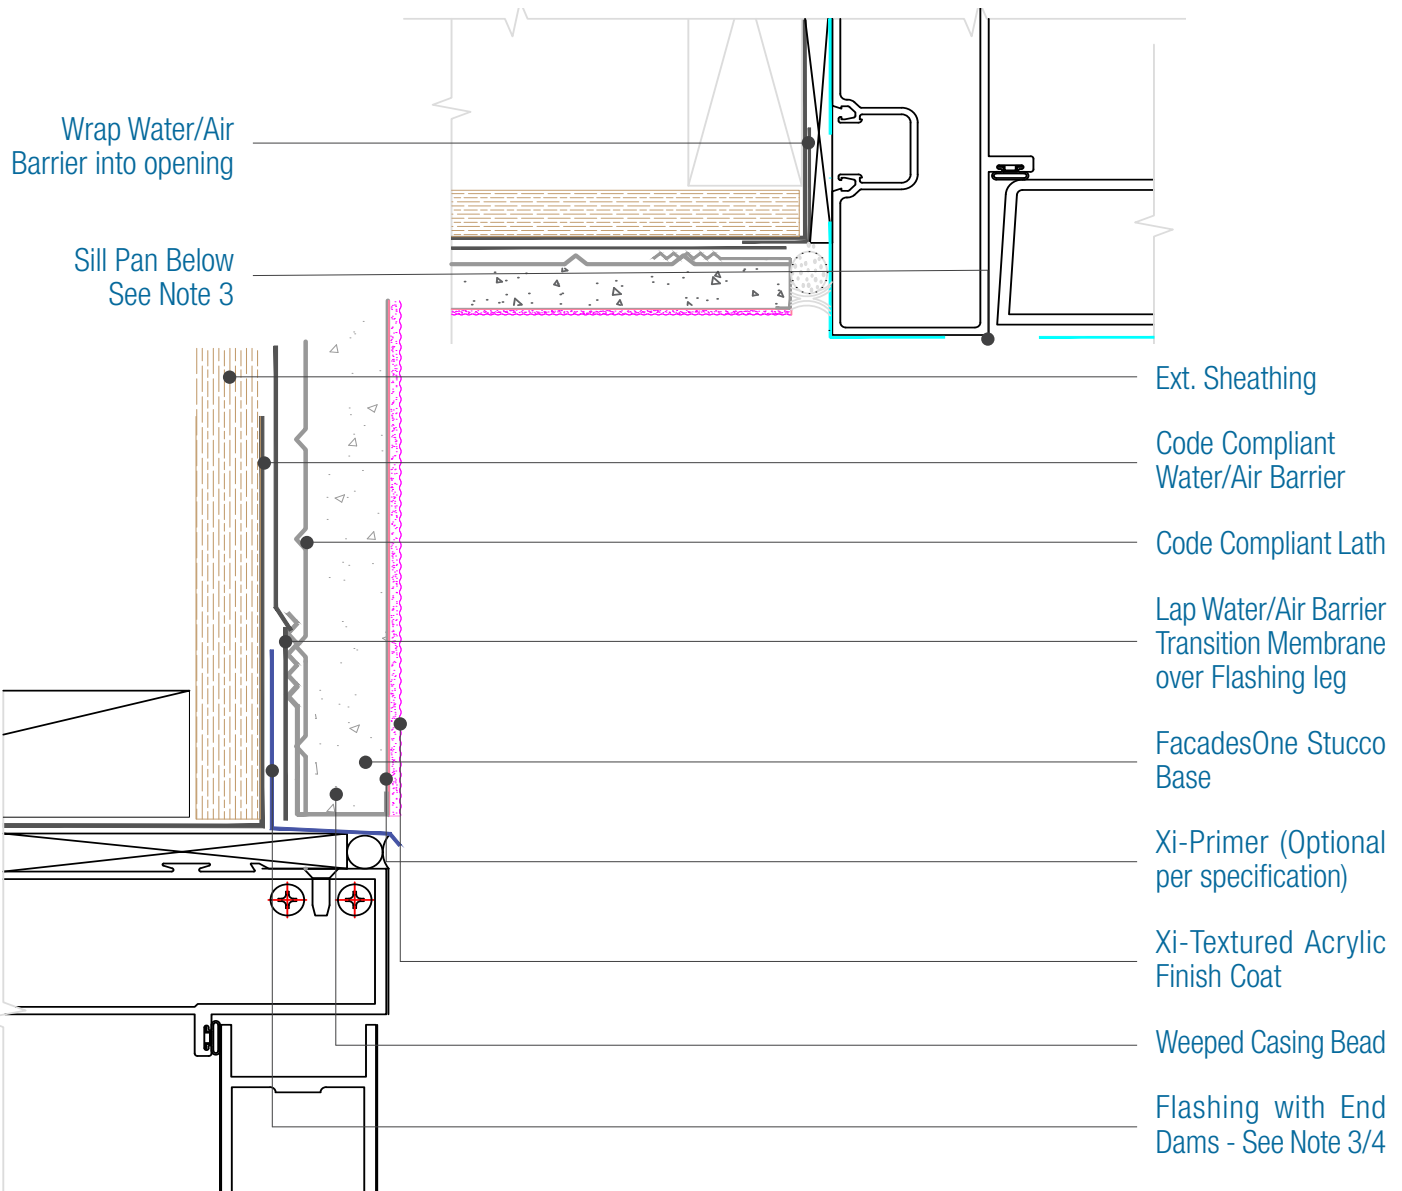 Wrap Water/Air
Barrier into opening
Sill Pan Below
See Note 3
Ext. Sheathing
Code Compliant
Water/Air Barrier
Code Compliant Lath
Lap Water/Air Barrier
Transition Membrane
over Flashing leg
FacadesOne Stucco
Base
Xi-Primer (Optional
per specification)
Xi-Textured Acrylic
Finish Coat
Weeped Casing Bead
Flashing with End
Dams - See Note 3/4